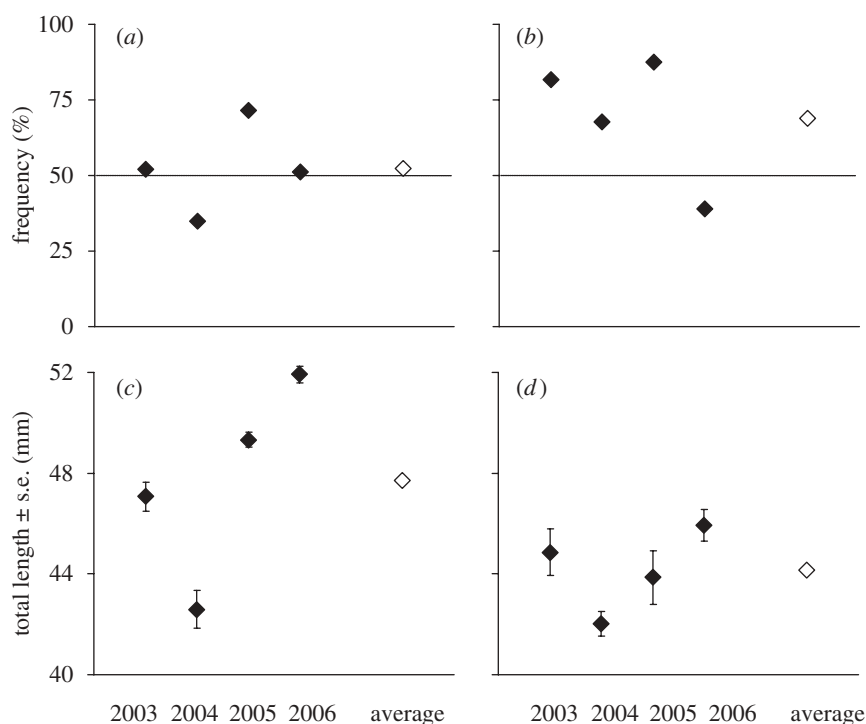 100
75
50
25
0
frequency (%)
(a)
(b)
52
48
44
40
total length ± s.e. (mm)
(c)
(d)
2003 2004 2005 2006 average
2003 2004 2005 2006 average